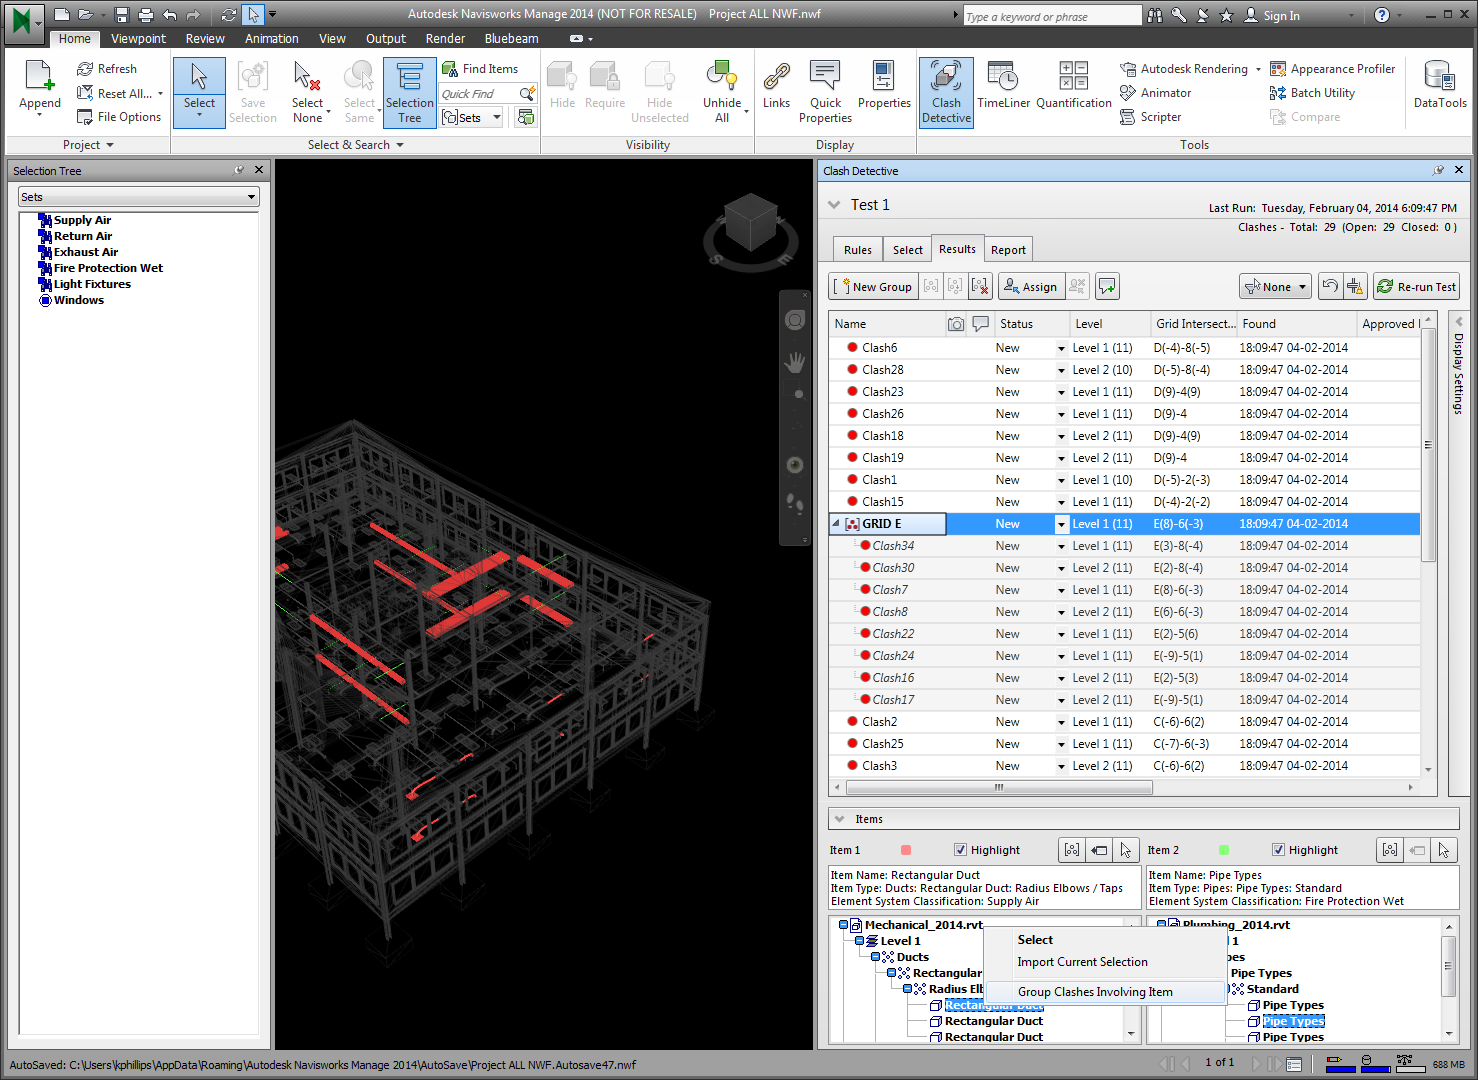 Autodesk Navisworks Manage 2014 (NOT FOR RESALE) Project ALL NWF.nwf
Type a keyword or phrase
Sign In
Home Viewpoint Review Animation View Output Render Bluebeam
Append
Refresh
Reset All...
File Options
Project
Select
Save Selection
Select None
Select Same
Selection Tree
Find Items
Quick Find
Sets
Select & Search
Hide
Require
Hide Unselected
Unhide All
Visibility
Links
Quick Properties
Properties
Display
Clash Detective
TimeLiner
Quantification
Autodesk Rendering
Animator
Scripter
Appearance Profiler
Batch Utility
Compare
Tools
DataTools
Selection Tree
Sets
Supply Air
Return Air
Exhaust Air
Fire Protection Wet
Light Fixtures
Windows
S
Clash Detective
Test 1
Last Run: Tuesday, February 04, 2014 6:09:47 PM
Clashes - Total: 29 (Open: 29 Closed: 0 )
Rules Select Results Report
New Group
Assign
None
Re-run Test
Name Status Level Grid Intersect... Found Approved
Clash6 New Level 1 (11) D(-4)-8(-5) 18:09:47 04-02-2014
Clash28 New Level 2 (10) D(-5)-8(-4) 18:09:47 04-02-2014
Clash23 New Level 1 (11) D(9)-4(9) 18:09:47 04-02-2014
Clash26 New Level 1 (11) D(9)-4 18:09:47 04-02-2014
Clash18 New Level 2 (11) D(9)-4(9) 18:09:47 04-02-2014
Clash19 New Level 2 (11) D(9)-4 18:09:47 04-02-2014
Clash1 New Level 1 (10) D(-5)-2(-3) 18:09:47 04-02-2014
Clash15 New Level 1 (11) D(-4)-2(-2) 18:09:47 04-02-2014
GRID E New Level 1 (11) E(8)-6(-3) 18:09:47 04-02-2014
Clash34 New Level 1 (11) E(3)-8(-4) 18:09:47 04-02-2014
Clash30 New Level 2 (11) E(2)-8(-4) 18:09:47 04-02-2014
Clash7 New Level 1 (11) E(8)-6(-3) 18:09:47 04-02-2014
Clash8 New Level 2 (11) E(6)-6(-3) 18:09:47 04-02-2014
Clash22 New Level 1 (11) E(2)-5(6) 18:09:47 04-02-2014
Clash24 New Level 1 (11) E(-9)-5(1) 18:09:47 04-02-2014
Clash16 New Level 2 (11) E(2)-5(3) 18:09:47 04-02-2014
Clash17 New Level 2 (11) E(-9)-5(1) 18:09:47 04-02-2014
Clash2 New Level 1 (11) C(-6)-6(2) 18:09:47 04-02-2014
Clash25 New Level 1 (11) C(-7)-6(-3) 18:09:47 04-02-2014
Clash3 New Level 2 (11) C(-6)-6(2) 18:09:47 04-02-2014
Display Settings
Items
Item 1 Highlight
Item 2 Highlight
Item Name: Rectangular Duct
Item Type: Ducts: Rectangular Duct: Radius Elbows / Taps
Element System Classification: Supply Air
Item Name: Pipe Types
Item Type: Pipes: Pipe Types: Standard
Element System Classification: Fire Protection Wet
Mechanical_2014.rvt
Level 1
Ducts
Rectangular
Radius El
Rectangular Duct
Rectangular Duct
Rectangular Duct
Select
Import Current Selection
Group Clashes Involving Item
Plumbing_2014.rvt
1
pes
Pipe Types
Standard
Pipe Types
Pipe Types
Pipe Types
AutoSaved: C:\Users\kphillips\AppData\Roaming\Autodesk Navisworks Manage 2014\AutoSave\Project ALL NWF.Autosave47.nwf
1 of 1
688 MB